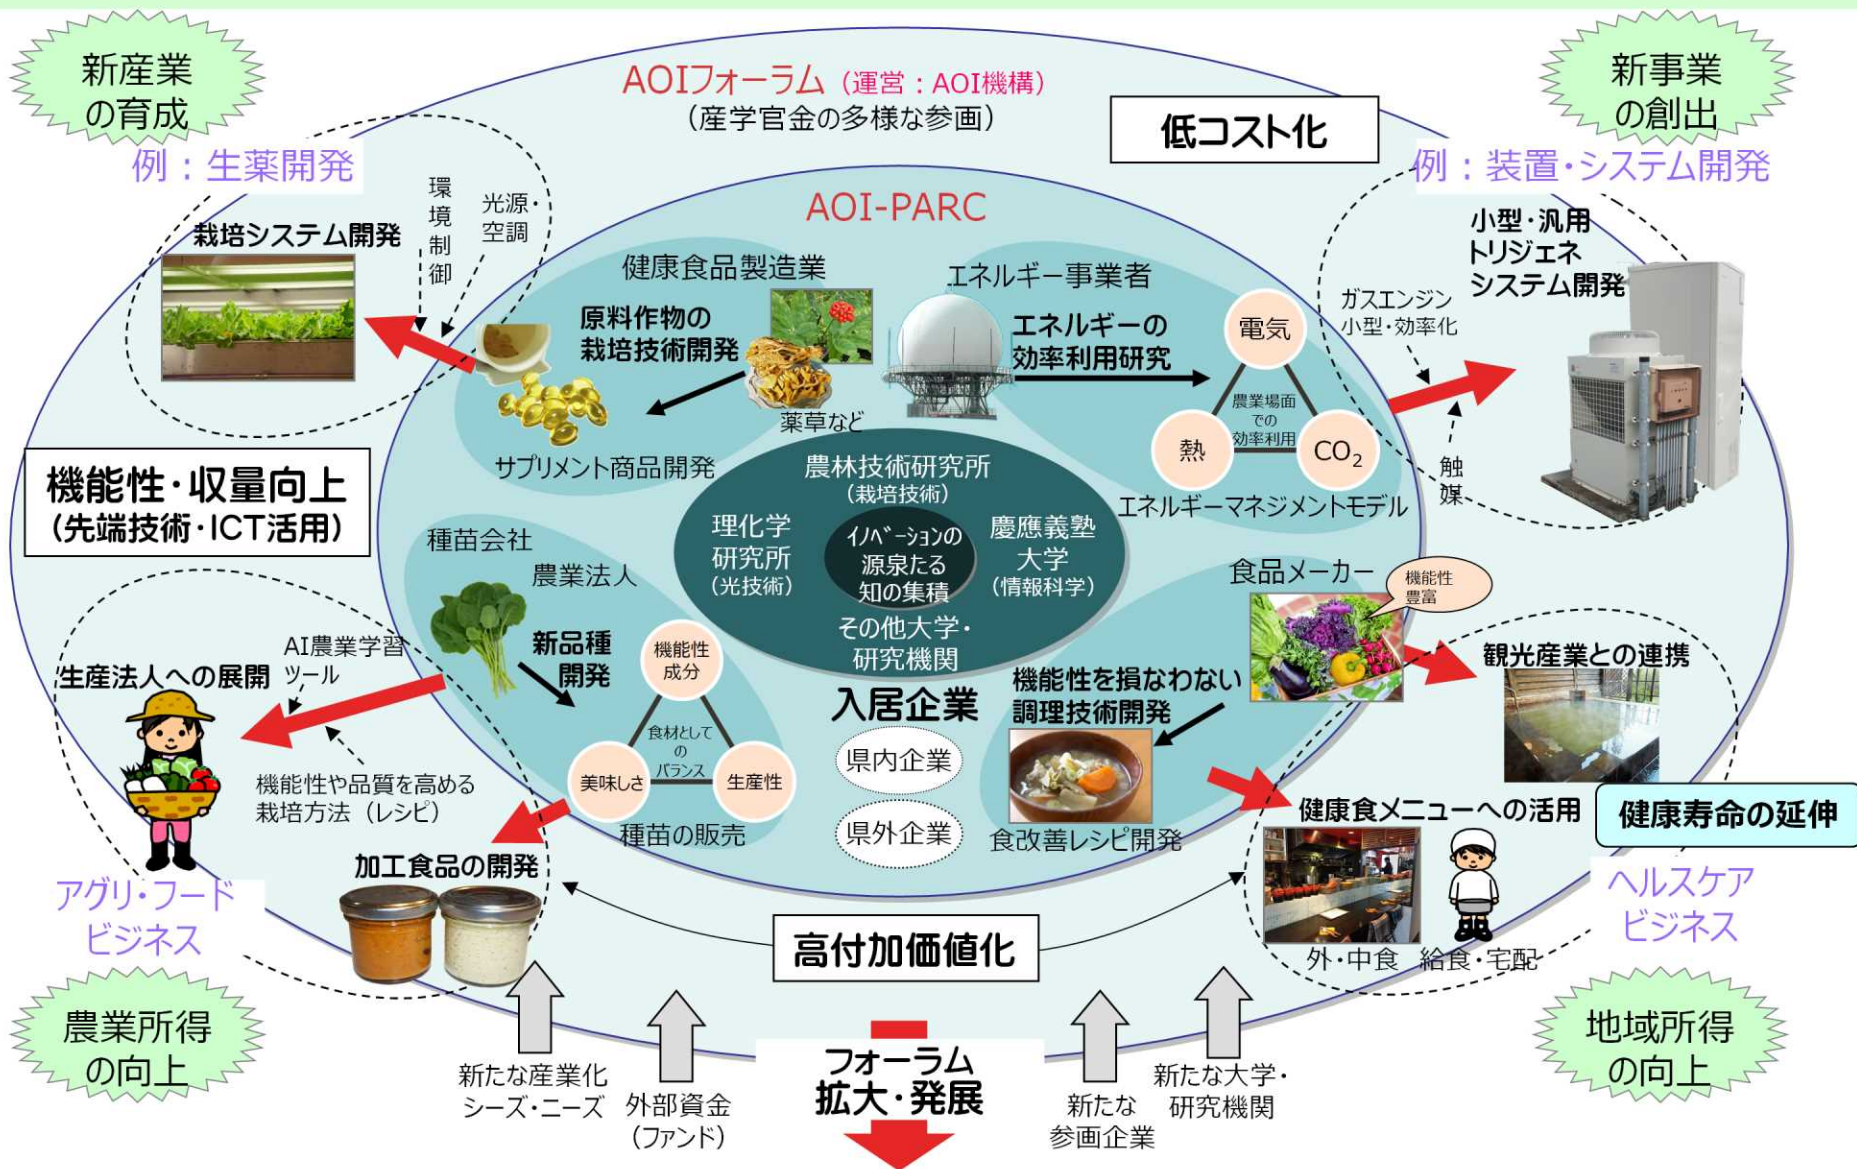 新産業
の育成
例：生薬開発
AOIフォーラム（運営：AOI機構）
（産学官金の多様な参画）
低コスト化
新事業
の創出
例：装置・システム開発
栽培システム開発
環境制御
光源・
空調
AOI-PARC
健康食品製造業
原料作物の
栽培技術開発
薬草など
サプリメント商品開発
エネルギー事業者
エネルギーの
効率利用研究
電気
熱
CO₂
農業場面
での
効率利用
エネルギーマネジメントモデル
小型・汎用
トリジェネ
システム開発
ガスエンジン
小型・効率化
触媒
機能性・収量向上
（先端技術・ICT活用）
農林技術研究所
（栽培技術）
理化学
研究所
（光技術）
ｲﾉﾍﾞｰｼｮﾝの
源泉たる
知の集積
慶應義塾
大学
（情報科学）
その他大学・
研究機関
種苗会社
農業法人
新品種
開発
機能性
成分
美味しさ
生産性
食材として
の
バランス
種苗の販売
入居企業
県内企業
県外企業
食品メーカー
機能性
豊富
機能性を損なわない
調理技術開発
食改善レシピ開発
生産法人への展開
AI農業学習
ツール
機能性や品質を高める
栽培方法（レシピ）
加工食品の開発
アグリ・フード
ビジネス
農業所得
の向上
観光産業との連携
健康食メニューへの活用
外・中食
給食・宅配
健康寿命の延伸
ヘルスケア
ビジネス
地域所得
の向上
高付加価値化
新たな産業化
シーズ・ニーズ
外部資金
（ファンド）
フォーラム
拡大・発展
新たな
参画企業
新たな大学・
研究機関